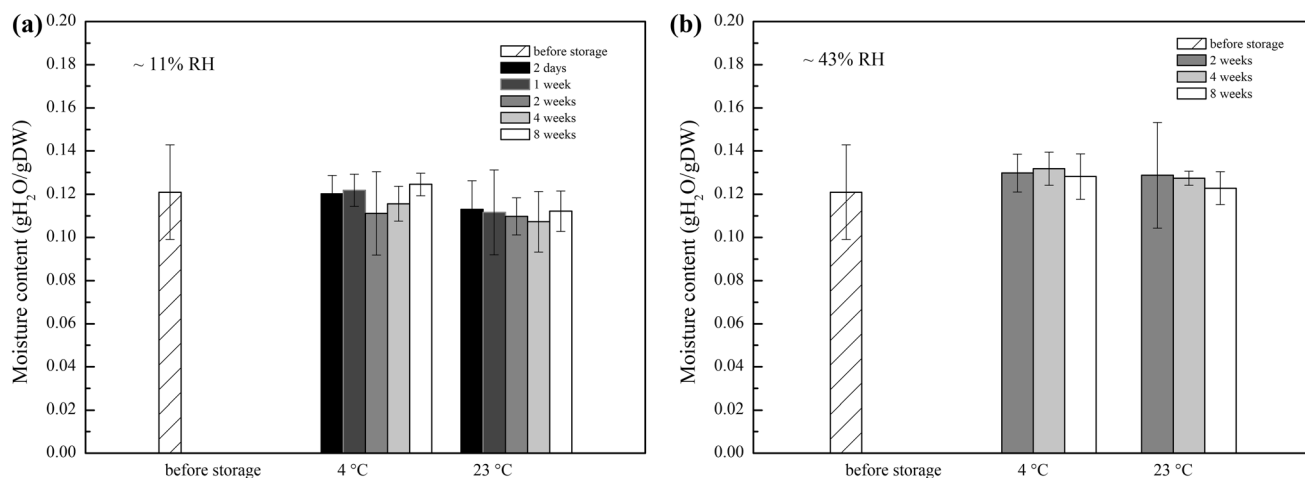 (a)
~ 11% RH
before storage
2 days
1 week
2 weeks
4 weeks
8 weeks
Moisture content (gH₂O/gDW)
0.20
0.18
0.16
0.14
0.12
0.10
0.08
0.06
0.04
0.02
0.00
before storage 4 °C 23 °C
(b)
~ 43% RH
before storage
2 weeks
4 weeks
8 weeks
Moisture content (gH₂O/gDW)
0.20
0.18
0.16
0.14
0.12
0.10
0.08
0.06
0.04
0.02
0.00
before storage 4 °C 23 °C